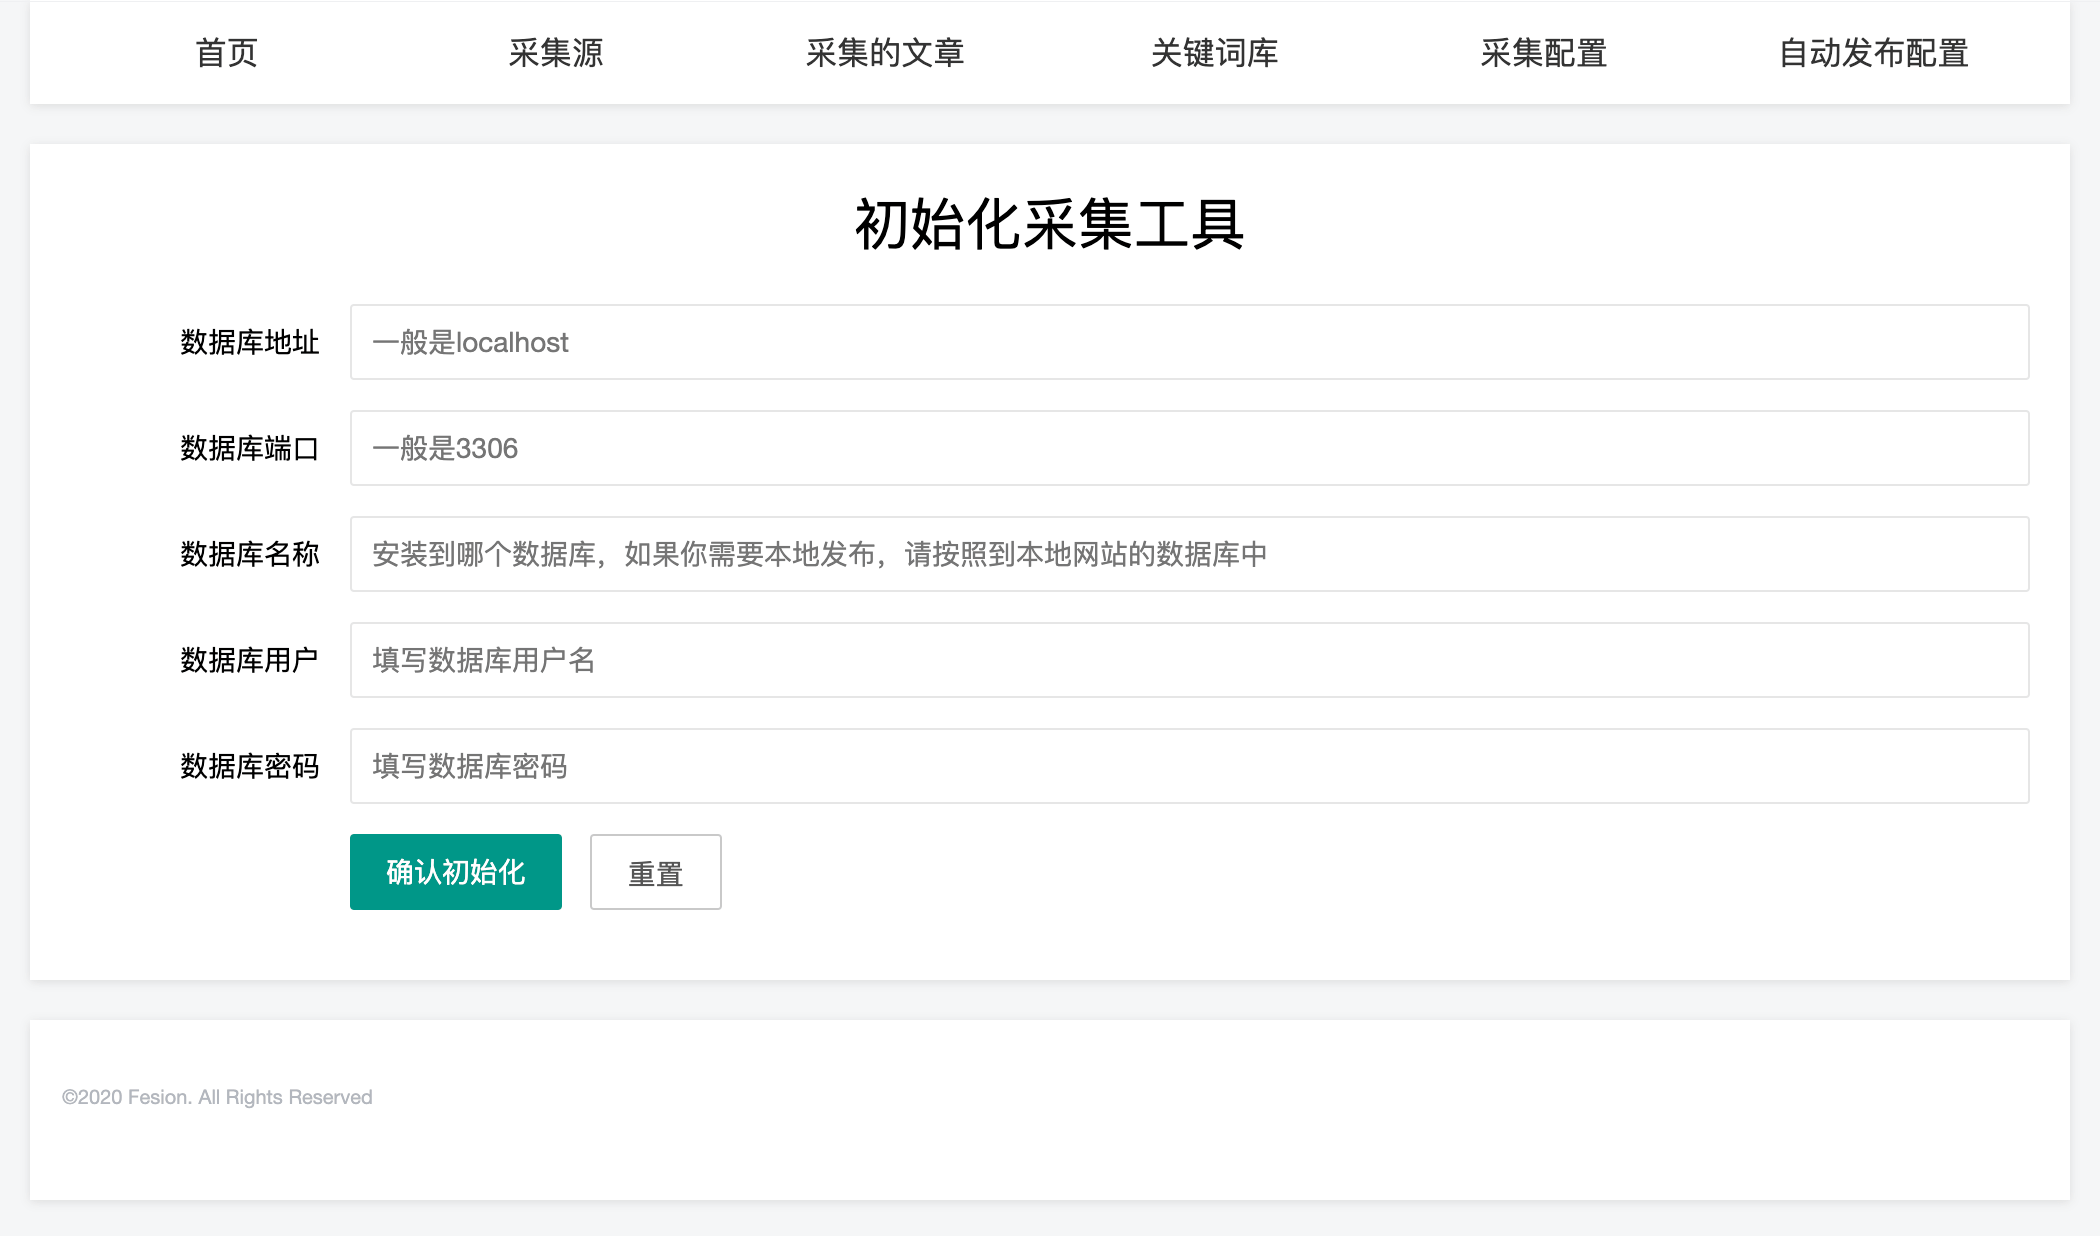 首页 采集源 采集的文章 关键词库 采集配置 自动发布配置
初始化采集工具
数据库地址 一般是localhost
数据库端口 一般是3306
数据库名称 安装到哪个数据库，如果你需要本地发布，请按照到本地网站的数据库中
数据库用户 填写数据库用户名
数据库密码 填写数据库密码
确认初始化 重置
©2020 Fesion. All Rights Reserved